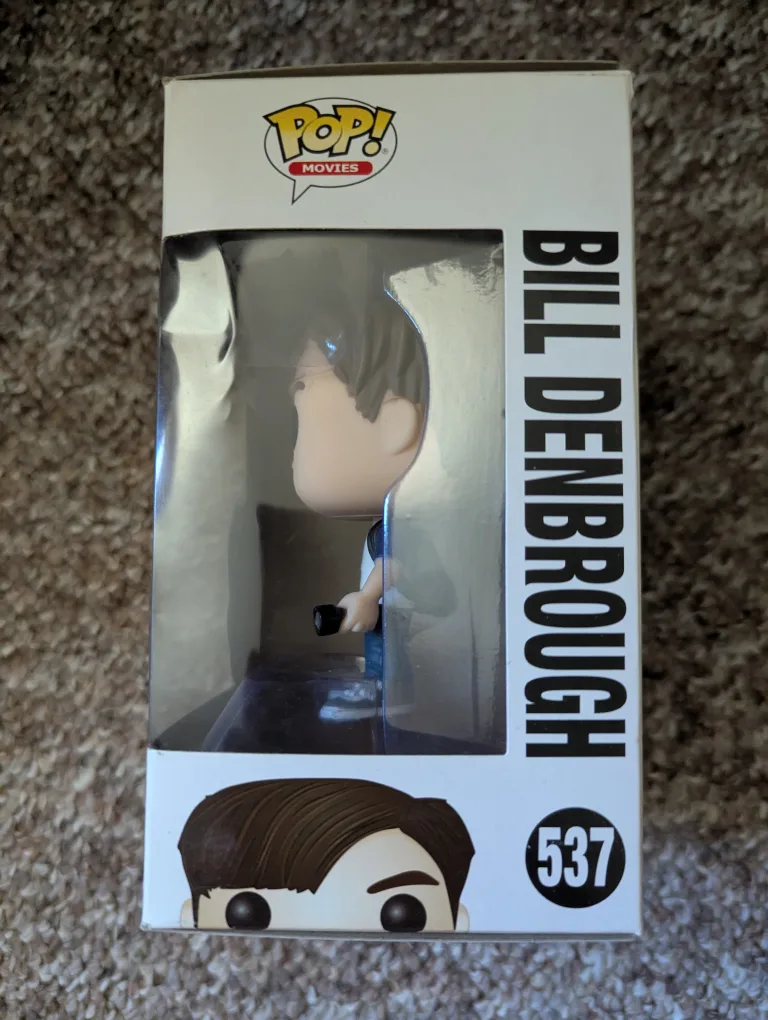 POP!
MOVIES
BILL DENBROUGH
537